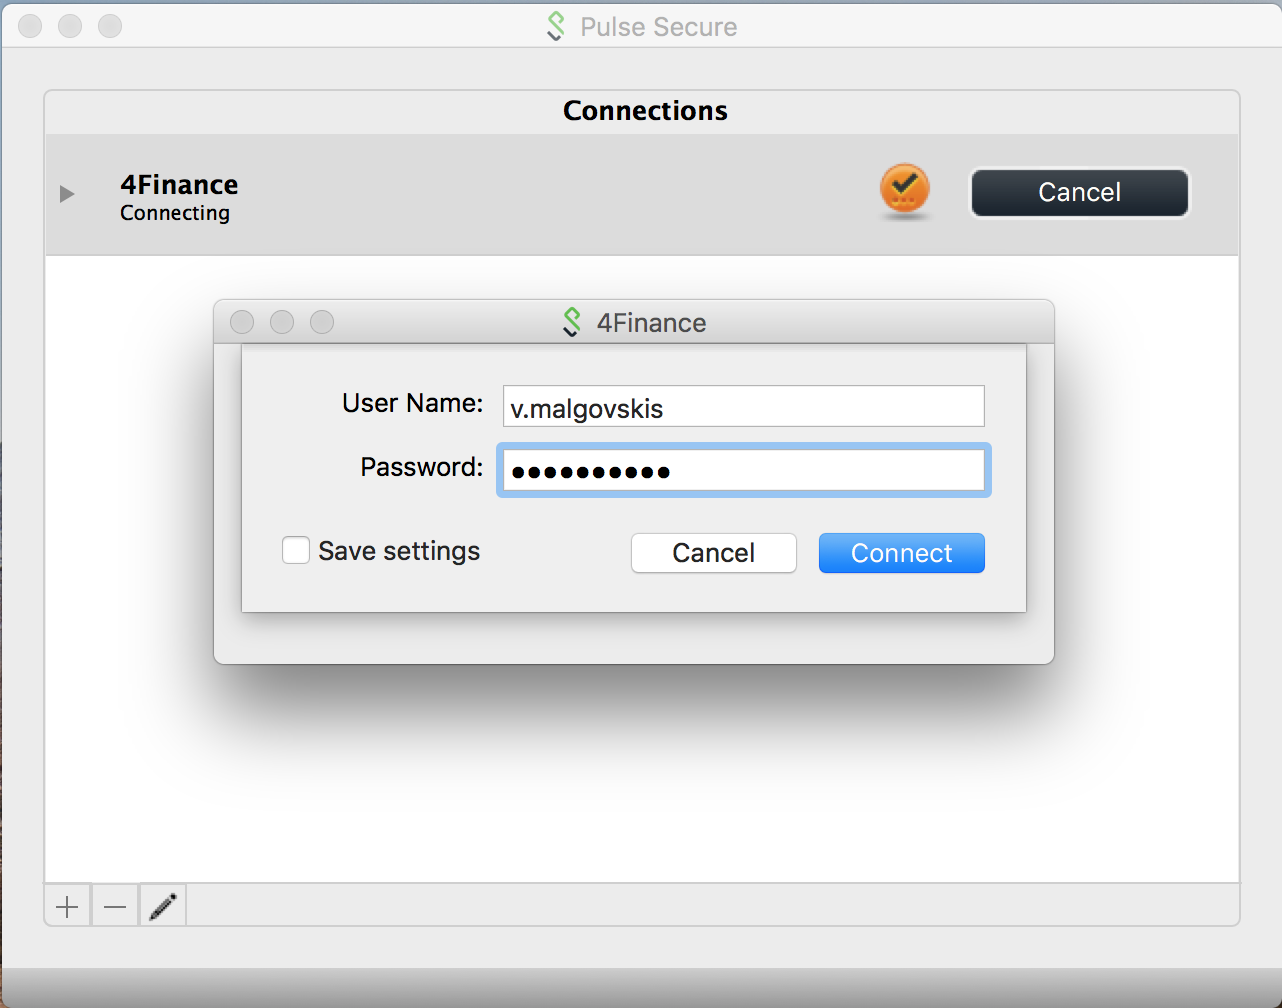 Pulse Secure
Connections
4Finance
Connecting
Cancel
4Finance
User Name: v.malgovskis
Password: ••••••••••
Save settings Cancel Connect